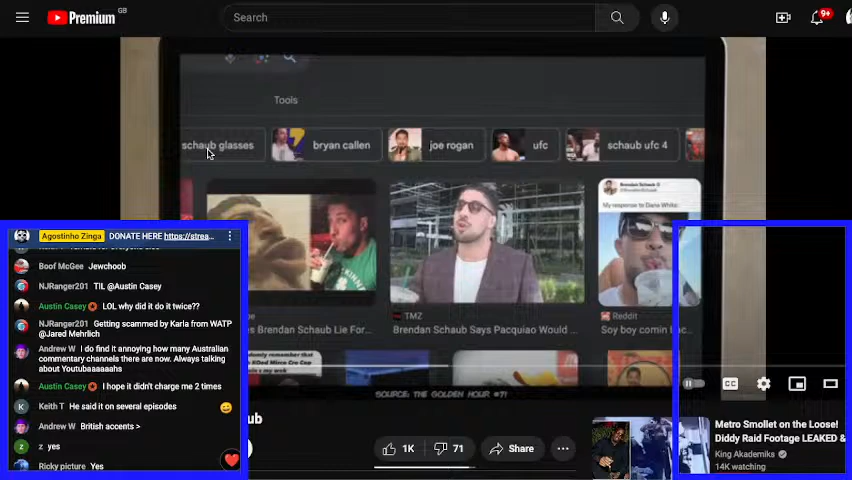 Premium GB
Search
9+
Tools
schaub glasses
bryan callen
joe rogan
ufc
schaub ufc 4
Brendan Schaub
My response to Dana White:
TMZ
Reddit
es Brendan Schaub Lie For...
Brendan Schaub Says Pacquiao Would ...
Soy boy comin
SOURCE: THE GOLDEN HOUR #71
ub
1K
71
Share
CC
Metro Smollet on the Loose!
Diddy Raid Footage LEAKED &
King Akademiks
14K watching
Agostinho Zinga DONATE HERE https://strea...
Boof McGee Jewchoob
NJRanger201 TIL @Austin Casey
Austin Casey LOL why did it do it twice??
NJRanger201 Getting scammed by Karla from WATP
@Jared Mehrlich
Andrew W I do find it annoying how many Australian
commentary channels there are now. Always talking
about Youtubaaaaaahs
Austin Casey I hope it didn't charge me 2 times
Keith T He said it on several episodes
Andrew W British accents >
z yes
Ricky picture Yes